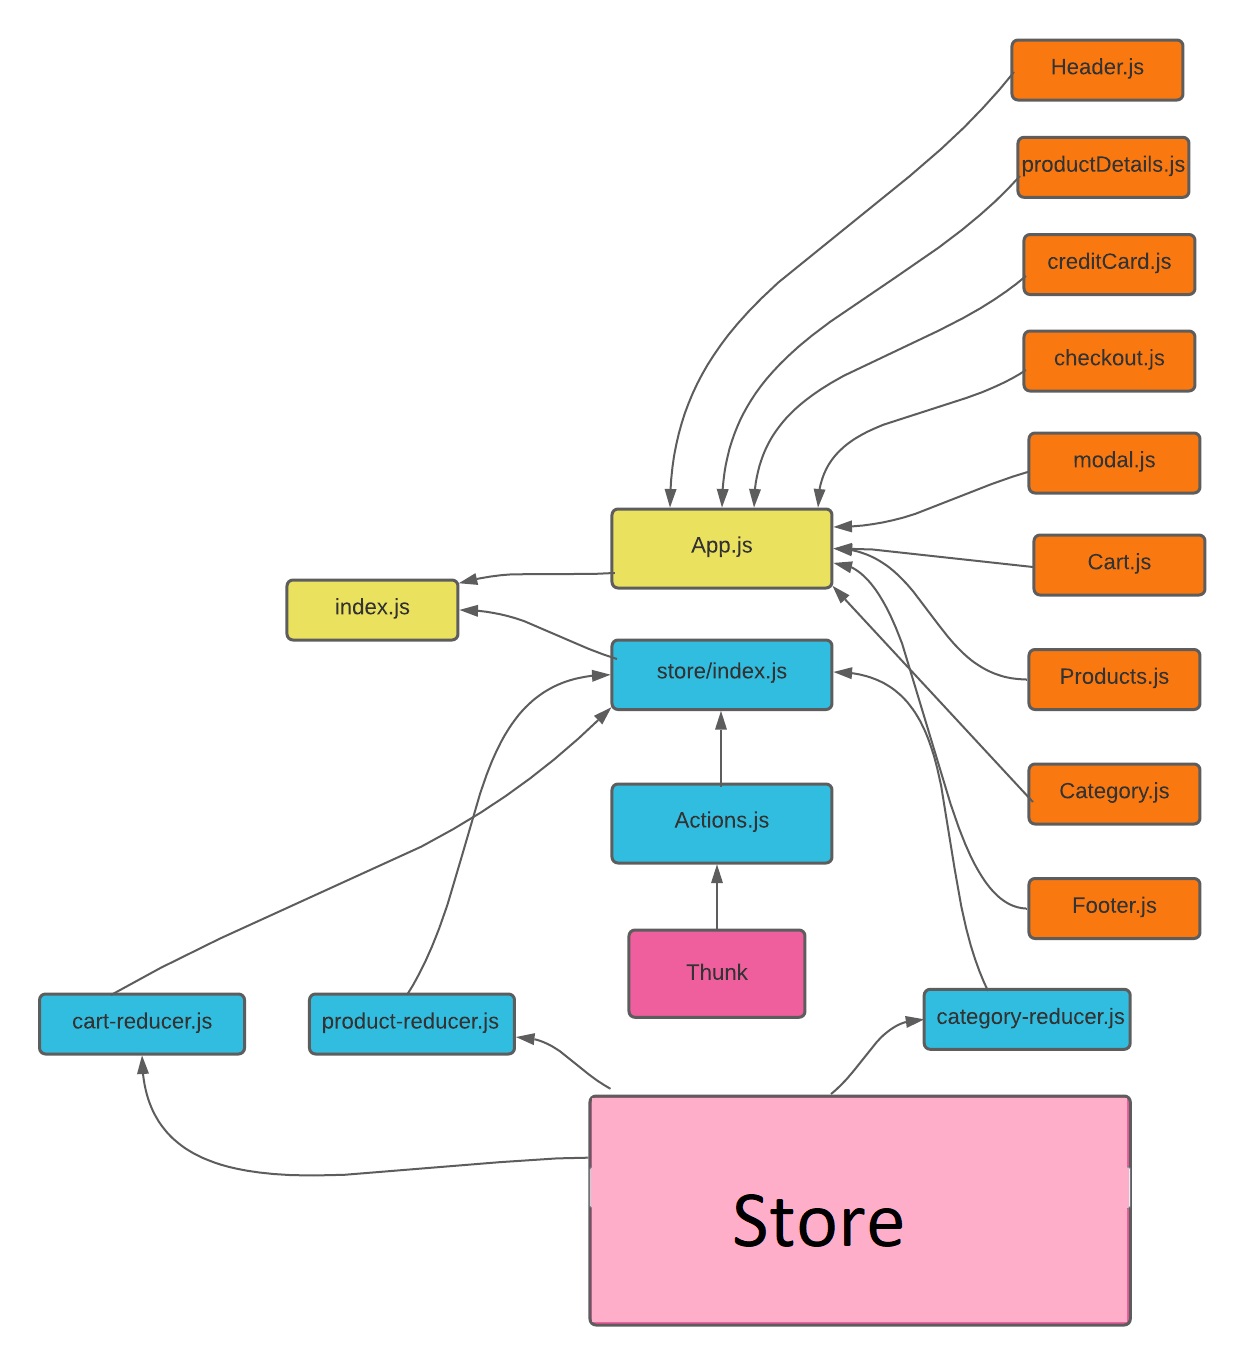 Header.js
productDetails.js
creditCard.js
checkout.js
modal.js
App.js
Cart.js
index.js
store/index.js
Products.js
Category.js
Actions.js
Footer.js
Thunk
cart-reducer.js
product-reducer.js
category-reducer.js
Store